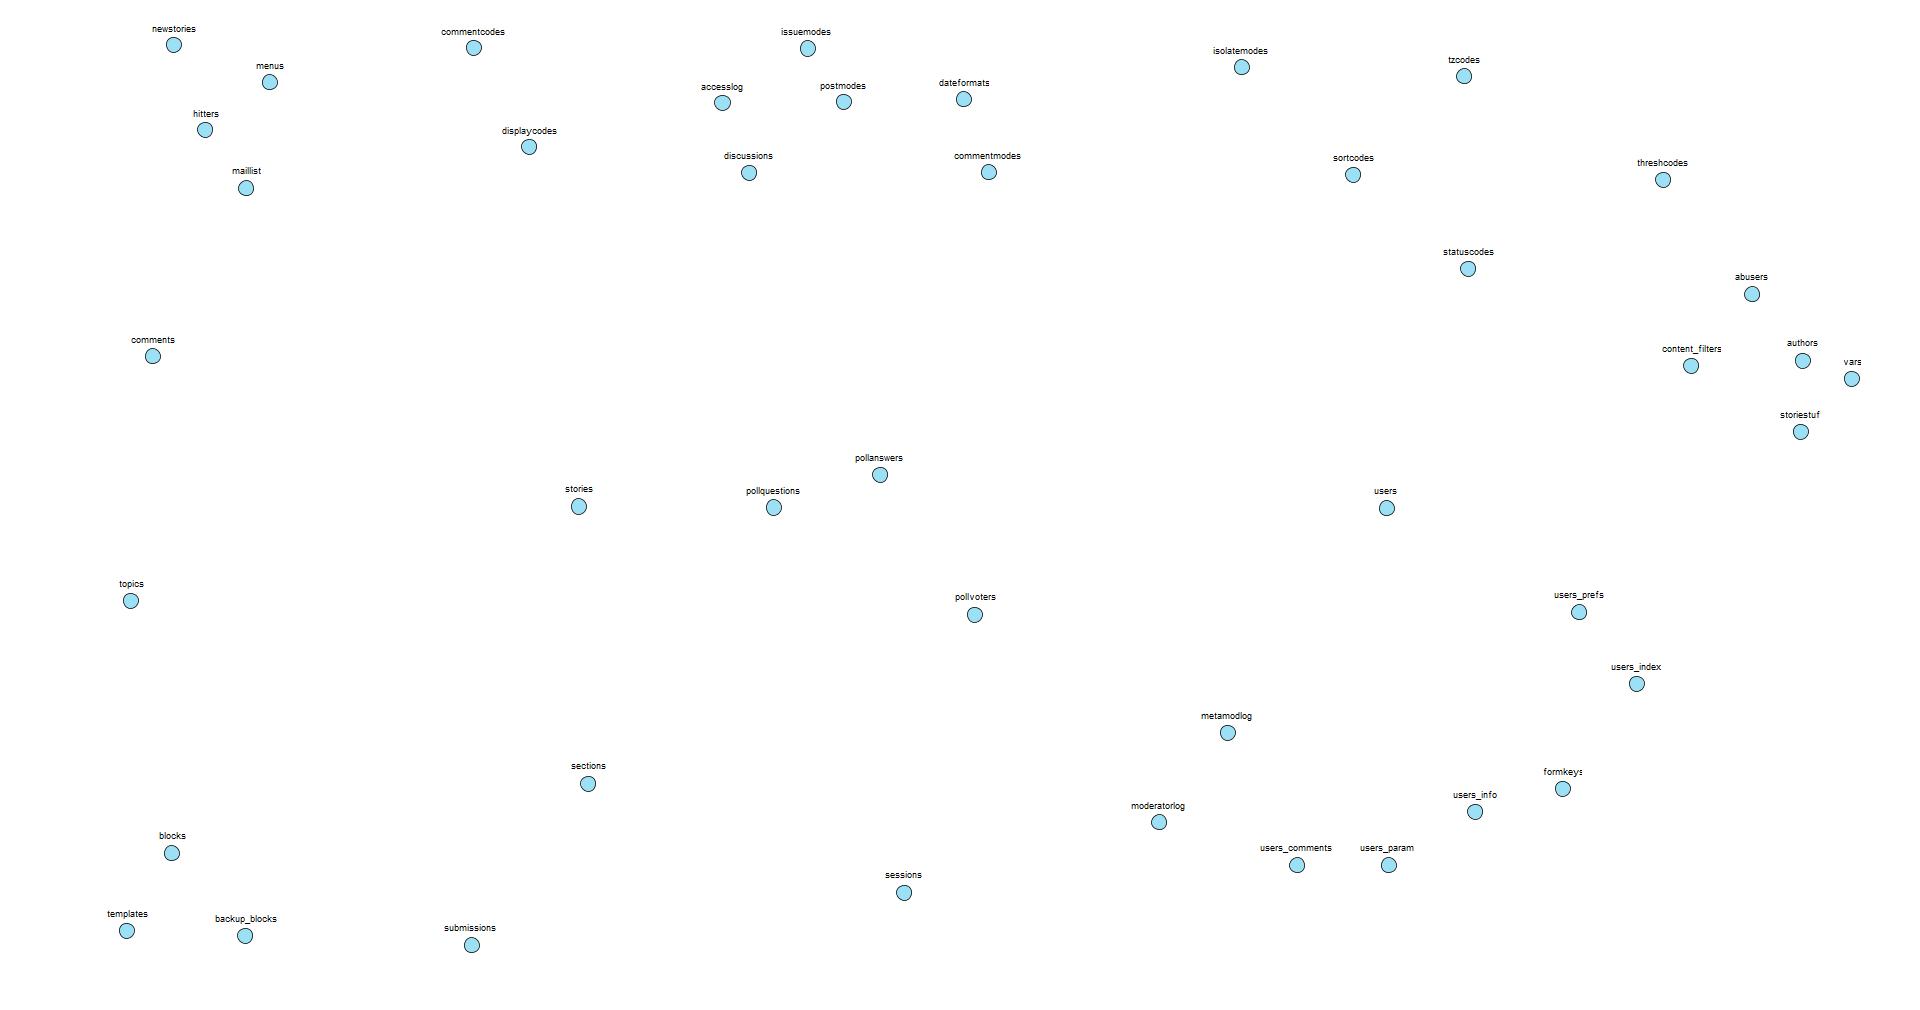 newstories
commentcodes
issuemodes
isolatemodes
tzcodes
menus
accesslog
postmodes
dateformats
hitters
displaycodes
discussions
commentmodes
sortcodes
threshcodes
maillist
statuscodes
abusers
comments
content_filters
authors
vars
storiestuf
pollanswers
stories
pollquestions
users
topics
pollvoters
users_prefs
users_index
metamodlog
sections
formkeys
users_info
moderatorlog
blocks
users_comments
users_param
sessions
templates
backup_blocks
submissions